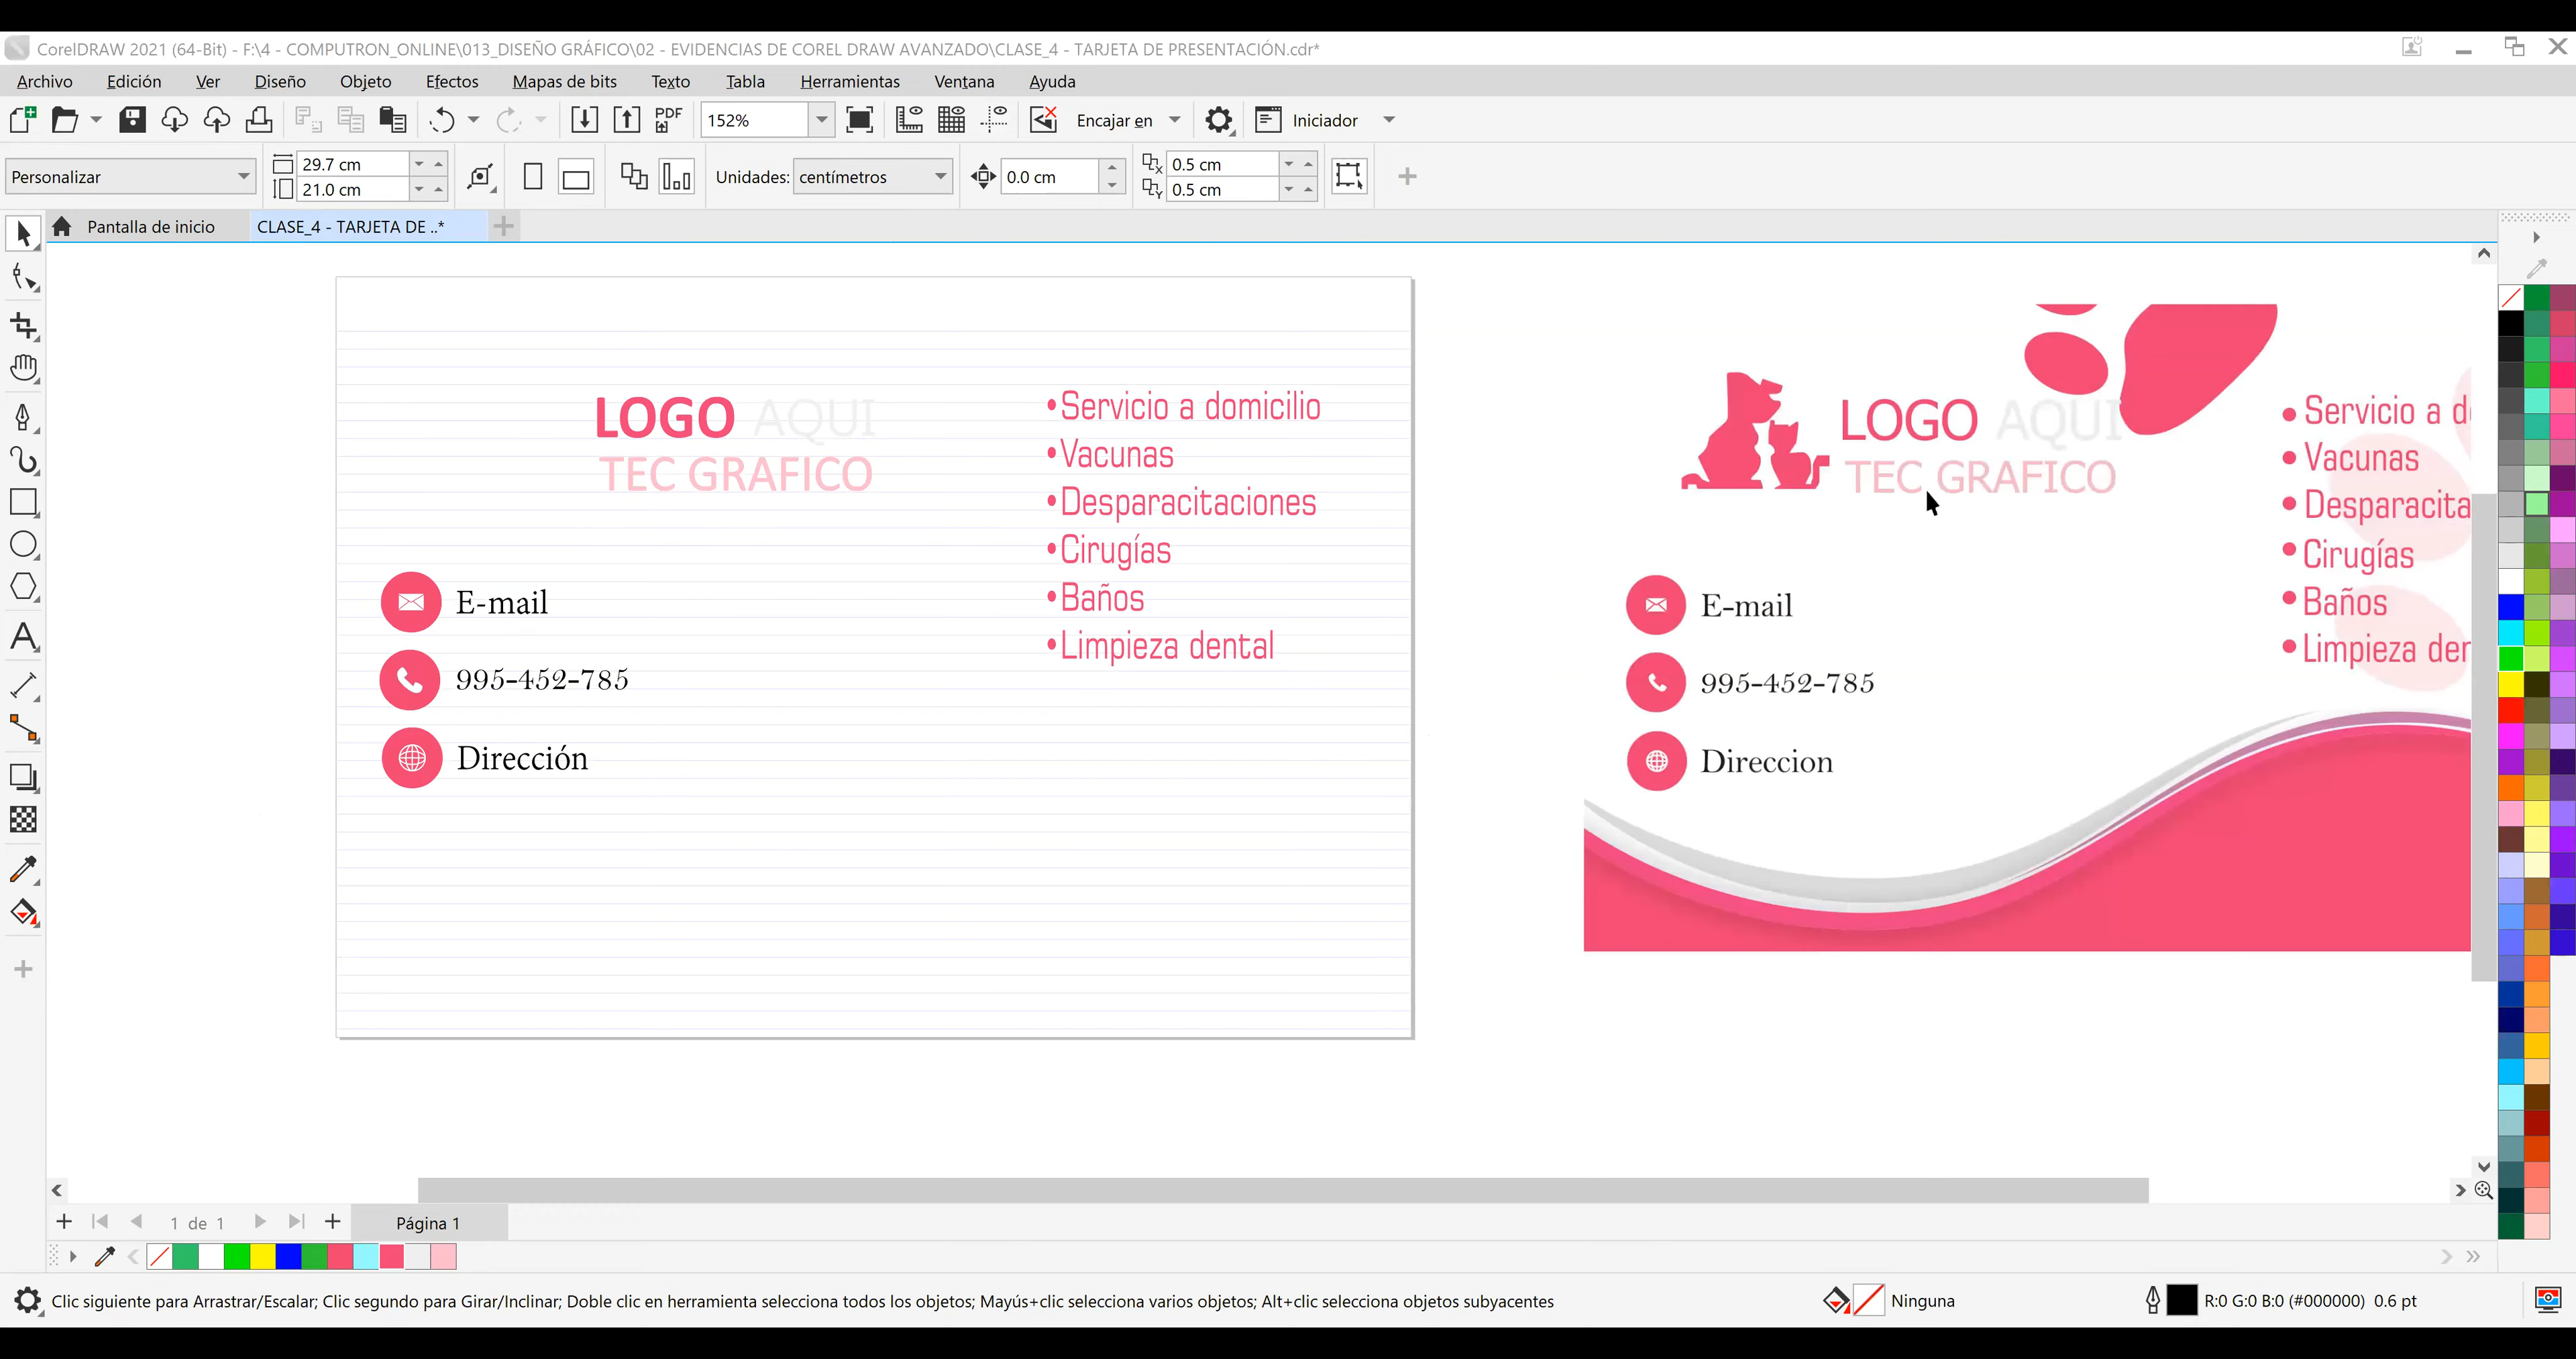 CorelDRAW 2021 (64-Bit) - F:\4 - COMPUTRON_ONLINE\013_DISEÑO GRÁFICO\02 - EVIDENCIAS DE COREL DRAW AVANZADO\CLASE_4 - TARJETA DE PRESENTACIÓN.cdr*
Archivo Edición Ver Diseño Objeto Efectos Mapas de bits Texto Tabla Herramientas Ventana Ayuda
PDF 152% Encajar en Iniciador
Personalizar 29.7 cm 21.0 cm Unidades: centímetros 0.0 cm 0.5 cm 0.5 cm
Pantalla de inicio CLASE_4 - TARJETA DE ..*
LOGO AQUI
TEC GRAFICO
•Servicio a domicilio
•Vacunas
•Desparacitaciones
•Cirugías
•Baños
•Limpieza dental
E-mail
995-452-785
Dirección
LOGO AQUI
TEC GRAFICO
• Servicio a d
• Vacunas
• Desparacita
• Cirugías
• Baños
• Limpieza der
E-mail
995-452-785
Direccion
1 de 1 Página 1
Clic siguiente para Arrastrar/Escalar; Clic segundo para Girar/Inclinar; Doble clic en herramienta selecciona todos los objetos; Mayús+clic selecciona varios objetos; Alt+clic selecciona objetos subyacentes
Ninguna
R:0 G:0 B:0 (#000000) 0.6 pt